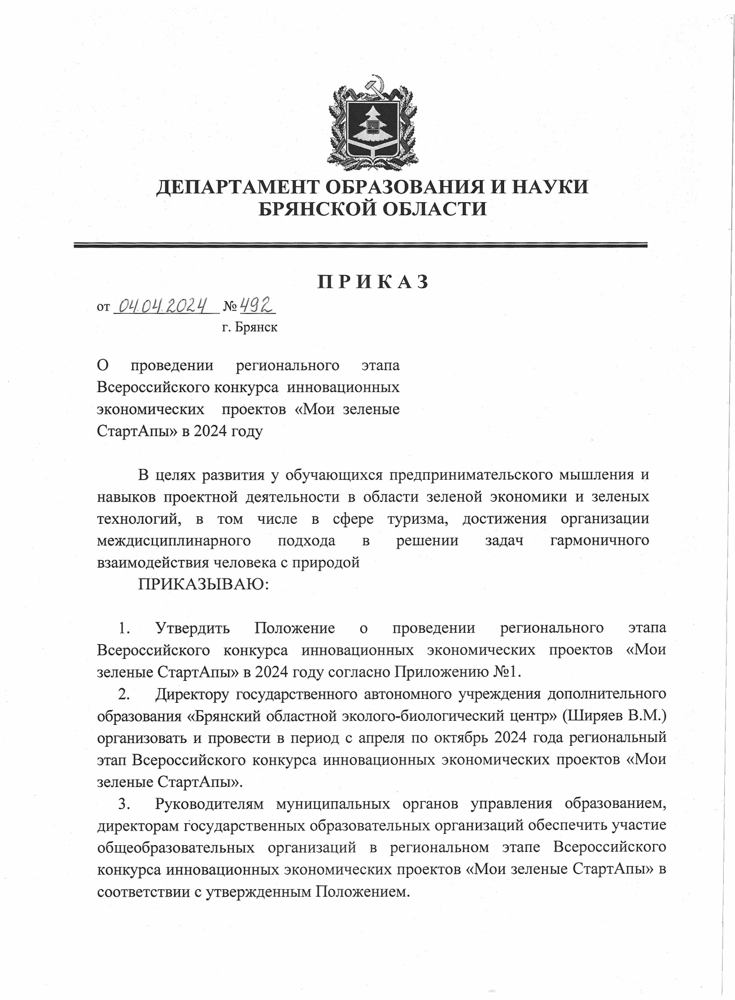 ДЕПАРТАМЕНТ ОБРАЗОВАНИЯ И НАУКИ
БРЯНСКОЙ ОБЛАСТИ
П Р И К А З
от 04.04.2024 № 492
г. Брянск
О проведении регионального этапа
Всероссийского конкурса инновационных
экономических проектов «Мои зеленые
СтартАпы» в 2024 году
В целях развития у обучающихся предпринимательского мышления и
навыков проектной деятельности в области зеленой экономики и зеленых
технологий, в том числе в сфере туризма, достижения организации
междисциплинарного подхода в решении задач гармоничного
взаимодействия человека с природой
ПРИКАЗЫВАЮ:
1. Утвердить Положение о проведении регионального этапа
Всероссийского конкурса инновационных экономических проектов «Мои
зеленые СтартАпы» в 2024 году согласно Приложению №1.
2. Директору государственного автономного учреждения дополнительного
образования «Брянский областной эколого-биологический центр» (Ширяев В.М.)
организовать и провести в период с апреля по октябрь 2024 года региональный
этап Всероссийского конкурса инновационных экономических проектов «Мои
зеленые СтартАпы».
3. Руководителям муниципальных органов управления образованием,
директорам государственных образовательных организаций обеспечить участие
общеобразовательных организаций в региональном этапе Всероссийского
конкурса инновационных экономических проектов «Мои зеленые СтартАпы» в
соответствии с утвержденным Положением.